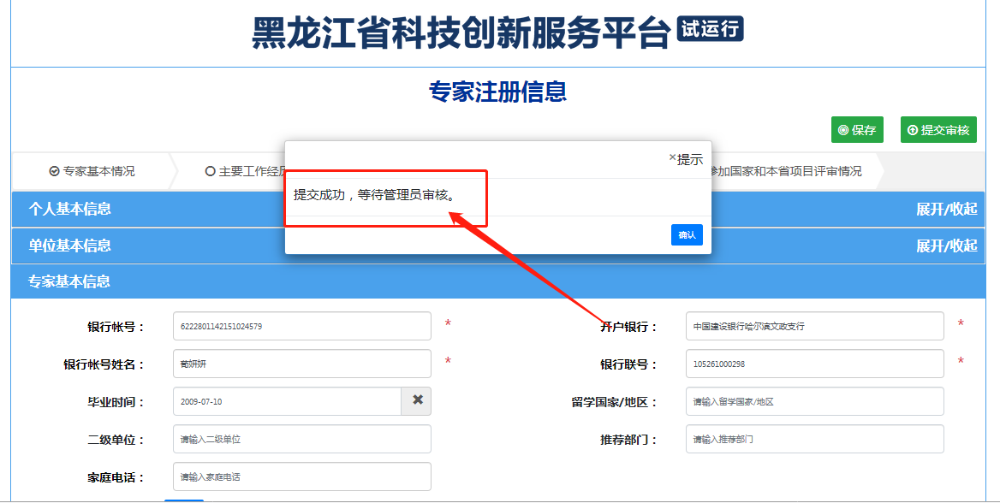 黑龙江省科技创新服务平台 试运行
专家注册信息
保存 提交审核
×提示
专家基本情况 主要工作经历 参加国家和本省项目评审情况
提交成功，等待管理员审核。
个人基本信息 展开/收起
确认
单位基本信息 展开/收起
专家基本信息
银行帐号： 6222801142151024579 * 开户银行： 中国建设银行哈尔滨文政支行 *
银行帐号姓名： 荀妍妍 * 银行联号： 105261000298 *
毕业时间： 2009-07-10 留学国家/地区： 请输入留学国家/地区
二级单位： 请输入二级单位 推荐部门： 请输入推荐部门
家庭电话： 请输入家庭电话